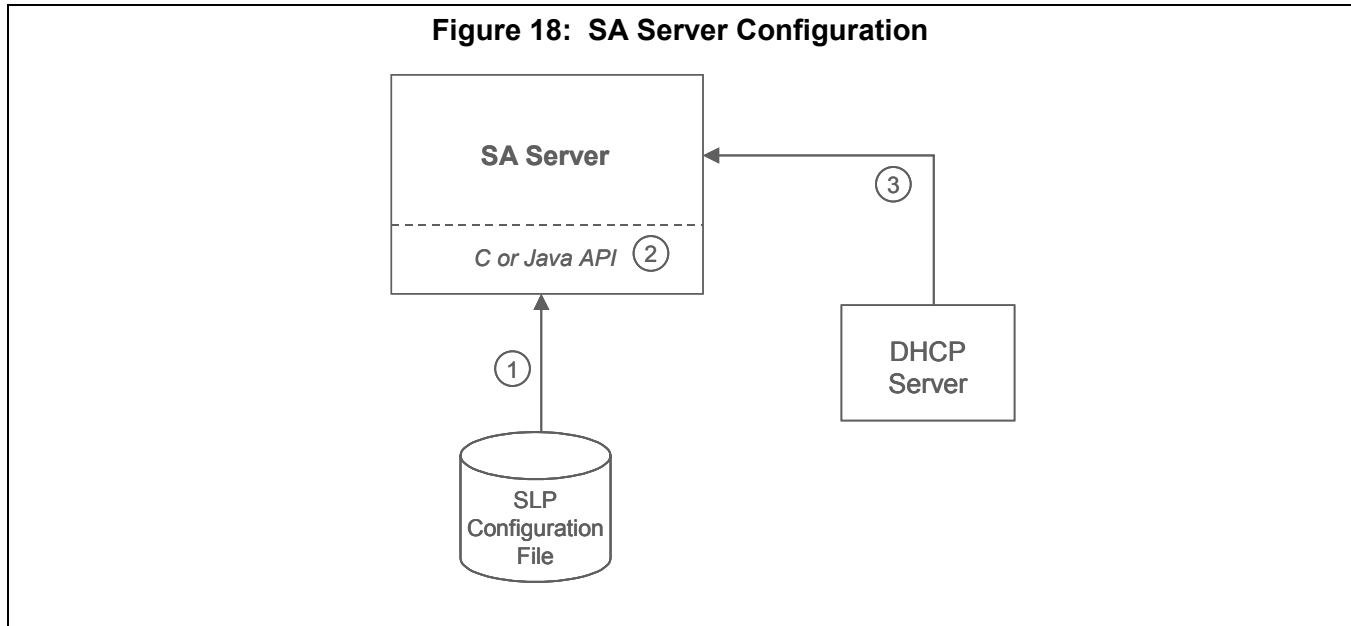 Figure 18: SA Server Configuration
SA Server
3
C or Java API 2
DHCP
Server
1
SLP
Configuration
File